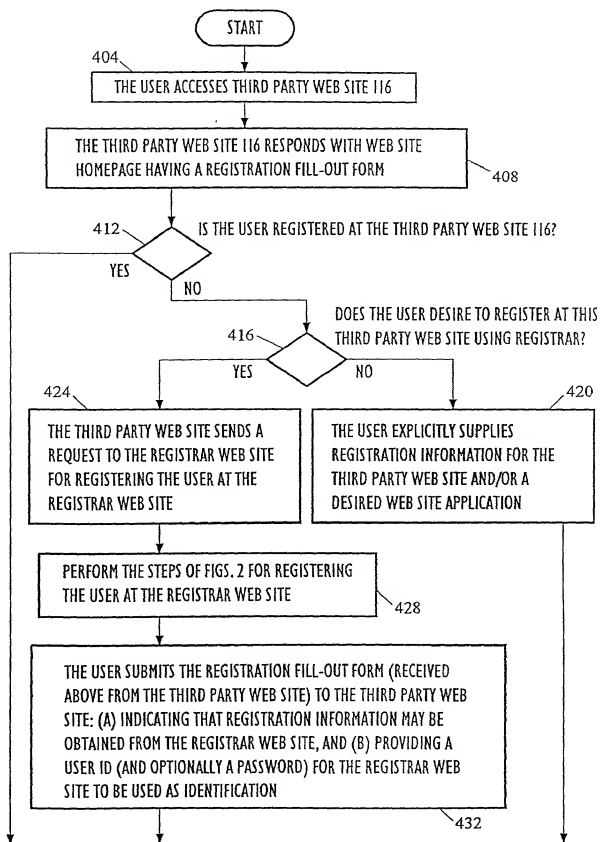 START
404
THE USER ACCESSES THIRD PARTY WEB SITE 116
THE THIRD PARTY WEB SITE 116 RESPONDS WITH WEB SITE
HOMEPAGE HAVING A REGISTRATION FILL-OUT FORM
408
412
IS THE USER REGISTERED AT THE THIRD PARTY WEB SITE 116?
YES
NO
DOES THE USER DESIRE TO REGISTER AT THIS
THIRD PARTY WEB SITE USING REGISTRAR?
416
YES
NO
424
THE THIRD PARTY WEB SITE SENDS A
REQUEST TO THE REGISTRAR WEB SITE
FOR REGISTERING THE USER AT THE
REGISTRAR WEB SITE
420
THE USER EXPLICITLY SUPPLIES
REGISTRATION INFORMATION FOR THE
THIRD PARTY WEB SITE AND/OR A
DESIRED WEB SITE APPLICATION
PERFORM THE STEPS OF FIGS. 2 FOR REGISTERING
THE USER AT THE REGISTRAR WEB SITE
428
THE USER SUBMITS THE REGISTRATION FILL-OUT FORM (RECEIVED
ABOVE FROM THE THIRD PARTY WEB SITE) TO THE THIRD PARTY WEB
SITE: (A) INDICATING THAT REGISTRATION INFORMATION MAY BE
OBTAINED FROM THE REGISTRAR WEB SITE, AND (B) PROVIDING A
USER ID (AND OPTIONALLY A PASSWORD) FOR THE REGISTRAR WEB
SITE TO BE USED AS IDENTIFICATION
432